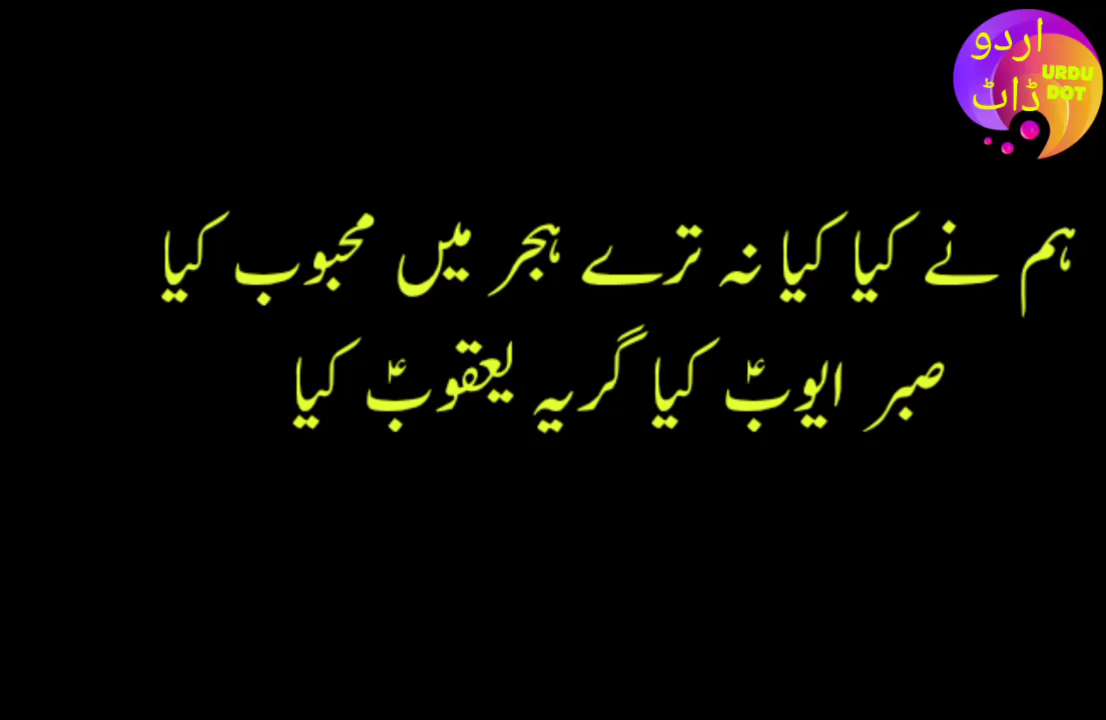 اردو
ڈاٹ
URDU
DOT
ہم نے کیا کیا نہ ترے ہجر میں محبوب کیا
صبر ایوبؑ کیا گریہ یعقوبؑ کیا